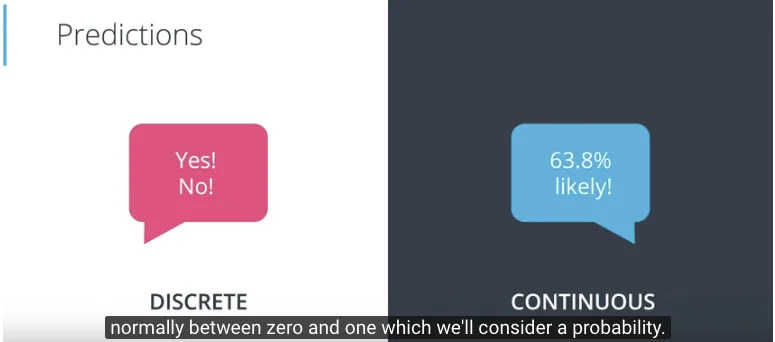 Predictions
Yes!
No!
63.8%
likely!
DISCRETE
CONTINUOUS
normally between zero and one which we'll consider a probability.